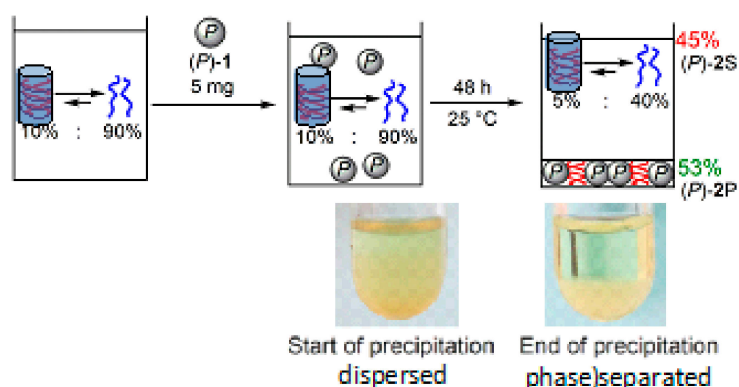 P
(P)-1
5 mg
10% : 90%
P P
10% : 90%
P P
48 h
25 °C
45%
(P)-2S
5% : 40%
P P P P
53%
(P)-2P
Start of precipitation
dispersed
End of precipitation
phase)separated